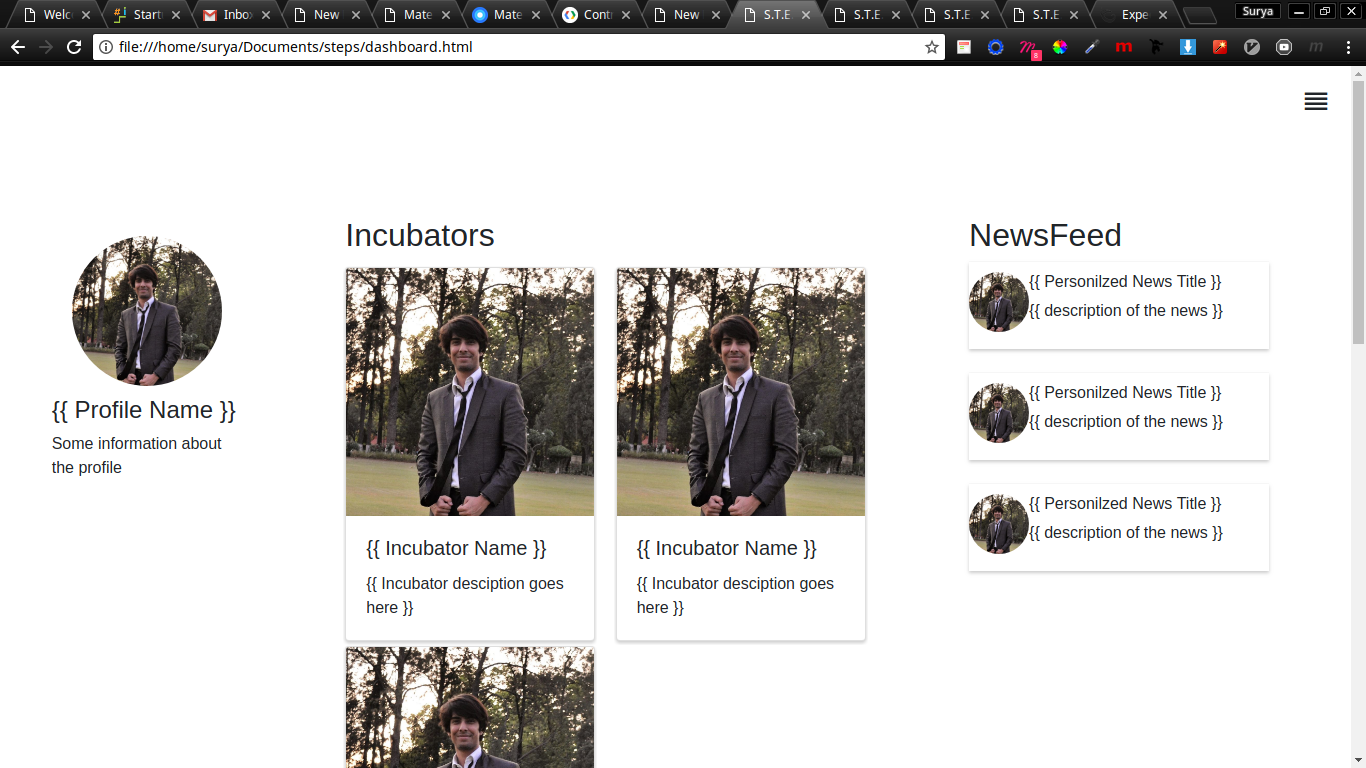 Welc
Start
Inbox
New
Mate
Mate
Cont
New
S.T.E.
S.T.E
S.T.E
S.T.E
Expe
Surya
file:///home/surya/Documents/steps/dashboard.html
8
Incubators
NewsFeed
{{ Personilzed News Title }}
{{ description of the news }}
{{ Personilzed News Title }}
{{ description of the news }}
{{ Profile Name }}
Some information about
the profile
{{ Personilzed News Title }}
{{ description of the news }}
{{ Incubator Name }}
{{ Incubator desciption goes
here }}
{{ Incubator Name }}
{{ Incubator desciption goes
here }}